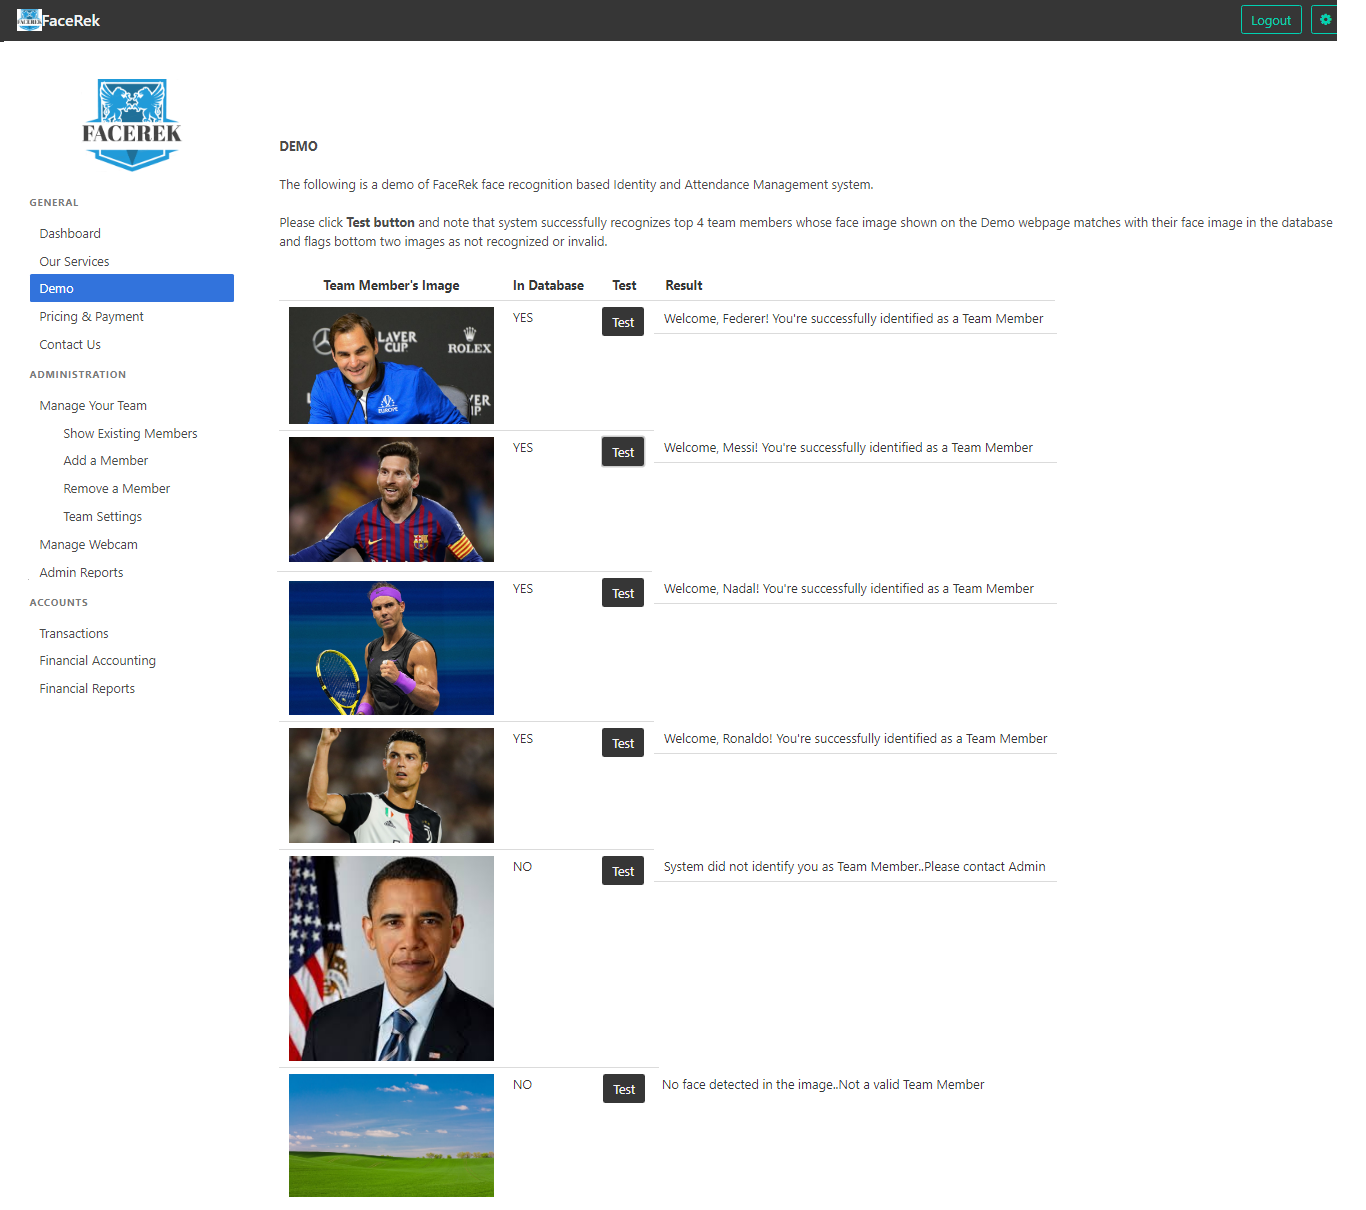 FACEREK
FaceRek
Logout
FACEREK
GENERAL
Dashboard
Our Services
Demo
Pricing & Payment
Contact Us
ADMINISTRATION
Manage Your Team
Show Existing Members
Add a Member
Remove a Member
Team Settings
Manage Webcam
Admin Reports
ACCOUNTS
Transactions
Financial Accounting
Financial Reports
DEMO
The following is a demo of FaceRek face recognition based Identity and Attendance Management system.
Please click Test button and note that system successfully recognizes top 4 team members whose face image shown on the Demo webpage matches with their face image in the database
and flags bottom two images as not recognized or invalid.
Team Member's Image In Database Test Result
YES Test Welcome, Federer! You're successfully identified as a Team Member
LAVER
CUP
ROLEX
EUROPE
VER
P.
YES Test Welcome, Messi! You're successfully identified as a Team Member
YES Test Welcome, Nadal! You're successfully identified as a Team Member
YES Test Welcome, Ronaldo! You're successfully identified as a Team Member
NO Test System did not identify you as Team Member..Please contact Admin
NO Test No face detected in the image..Not a valid Team Member